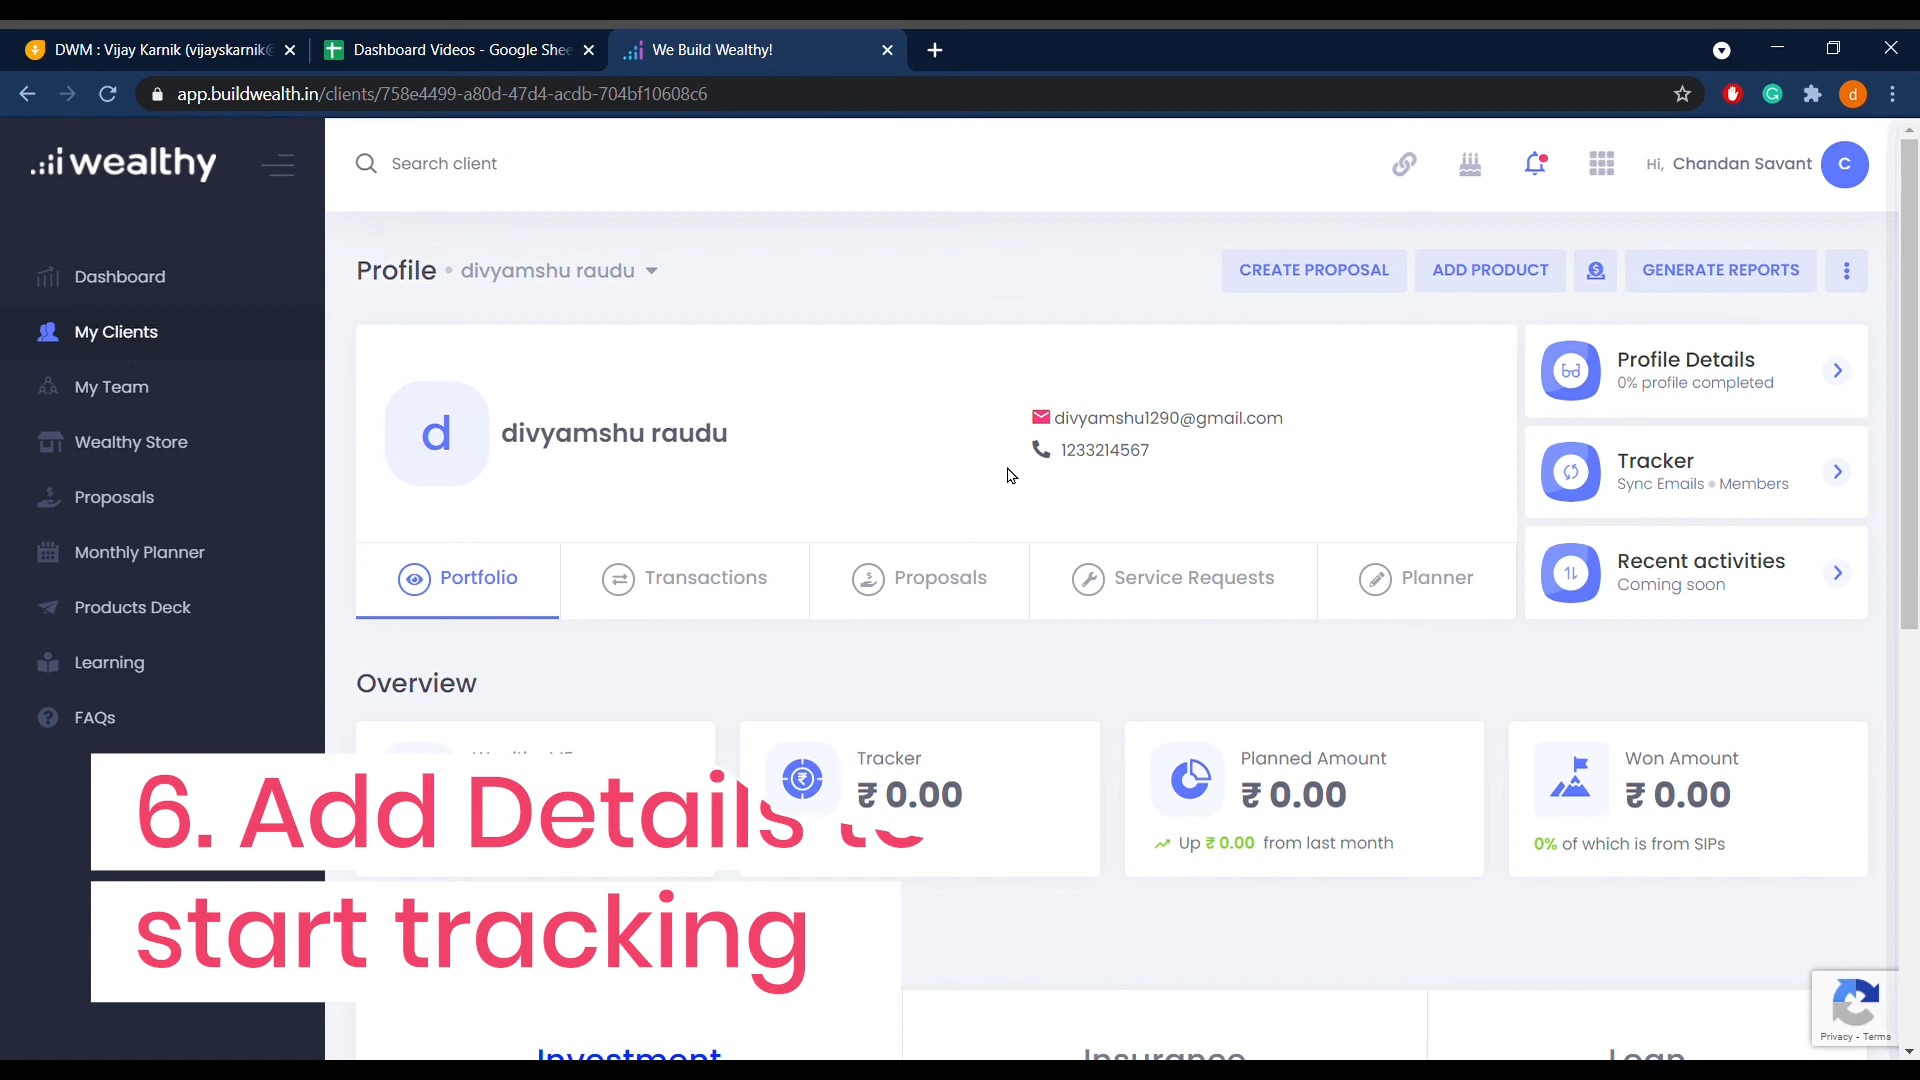 DWM : Vijay Karnik (vijayskarnik@
Dashboard Videos - Google Shee
We Build Wealthy!
app.buildwealth.in/clients/758e4499-a80d-47d4-acdb-704bf10608c6
d
wealthy
Search client
Hi, Chandan Savant
C
Dashboard
My Clients
My Team
Wealthy Store
Proposals
Monthly Planner
Products Deck
Learning
FAQs
Profile • divyamshu raudu
CREATE PROPOSAL
ADD PRODUCT
GENERATE REPORTS
d
divyamshu raudu
divyamshu1290@gmail.com
1233214567
Profile Details
0% profile completed
Tracker
Sync Emails • Members
Recent activities
Coming soon
Portfolio
Transactions
Proposals
Service Requests
Planner
Overview
Tracker
₹ 0.00
Planned Amount
₹ 0.00
Up ₹ 0.00 from last month
Won Amount
₹ 0.00
0% of which is from SIPs
6. Add Details to
start tracking
Investment
Insurance
Loan
Privacy - Terms